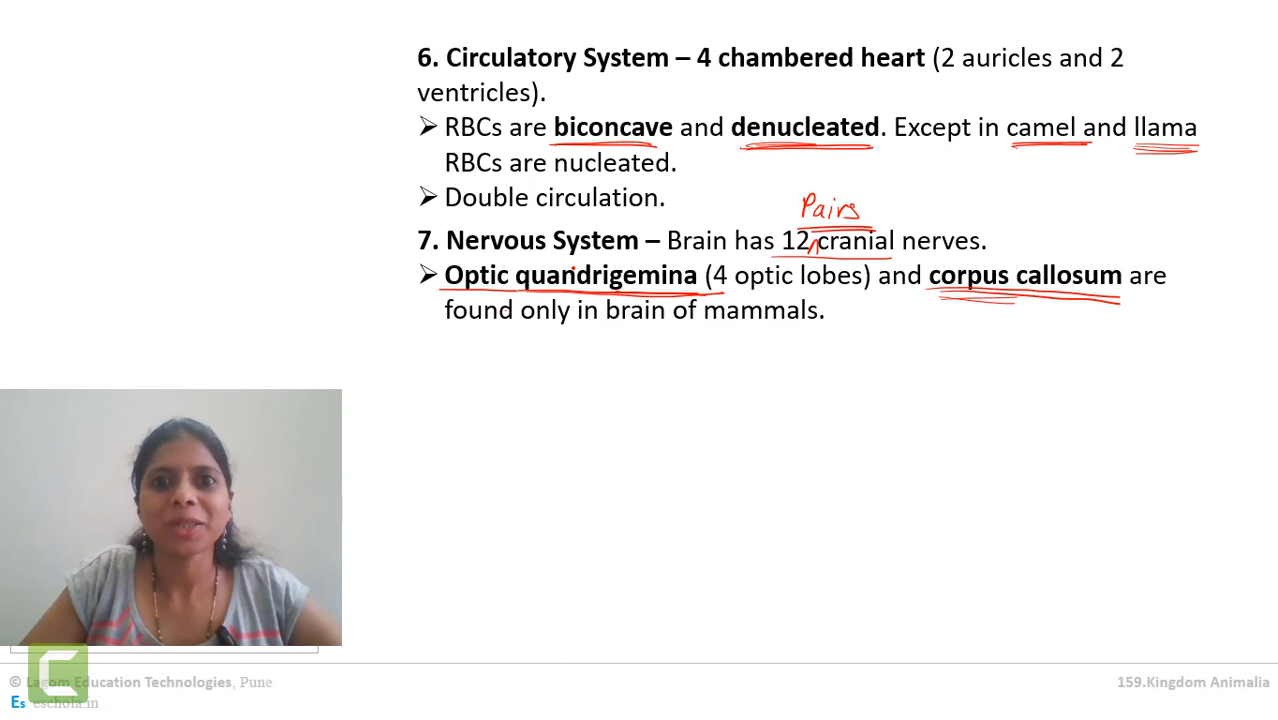 6. Circulatory System – 4 chambered heart (2 auricles and 2
ventricles).
➢ RBCs are biconcave and denucleated. Except in camel and llama
RBCs are nucleated.
➢ Double circulation.
Pairs
7. Nervous System – Brain has 12 cranial nerves.
➢ Optic quandrigemina (4 optic lobes) and corpus callosum are
found only in brain of mammals.
© Lagom Education Technologies, Pune
159.Kingdom Animalia
Es eschola.in